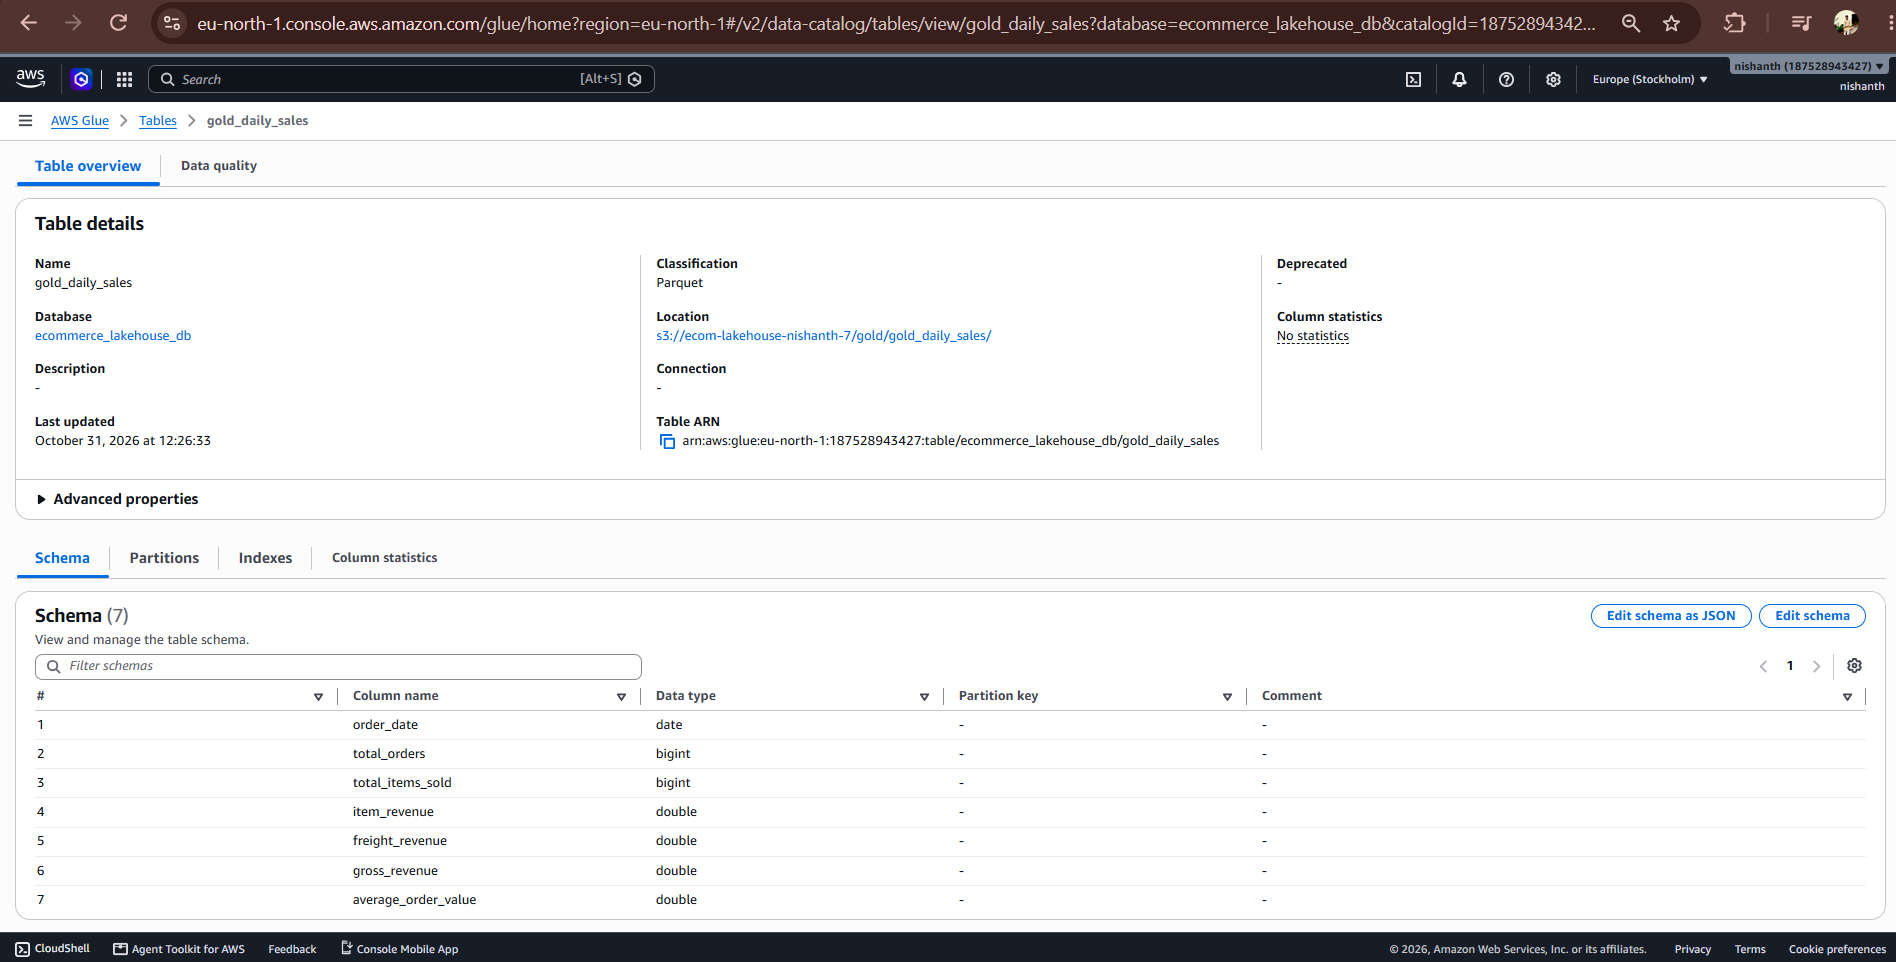 eu-north-1.console.aws.amazon.com/glue/home?region=eu-north-1#/v2/data-catalog/tables/view/gold_daily_sales?database=ecommerce_lakehouse_db&catalogId=18752894342...
aws
Search [Alt+S]
Europe (Stockholm)
nishanth (187528943427)
nishanth
AWS Glue
Tables
gold_daily_sales
Table overview
Data quality
Table details
Name
gold_daily_sales
Database
ecommerce_lakehouse_db
Description
-
Last updated
October 31, 2026 at 12:26:33
Classification
Parquet
Location
s3://ecom-lakehouse-nishanth-7/gold/gold_daily_sales/
Connection
-
Table ARN
arn:aws:glue:eu-north-1:187528943427:table/ecommerce_lakehouse_db/gold_daily_sales
Deprecated
-
Column statistics
No statistics
Advanced properties
Schema
Partitions
Indexes
Column statistics
Schema (7)
View and manage the table schema.
Edit schema as JSON
Edit schema
Filter schemas
1
# Column name Data type Partition key Comment
1 order_date date - -
2 total_orders bigint - -
3 total_items_sold bigint - -
4 item_revenue double - -
5 freight_revenue double - -
6 gross_revenue double - -
7 average_order_value double - -
CloudShell
Agent Toolkit for AWS
Feedback
Console Mobile App
© 2026, Amazon Web Services, Inc. or its affiliates.
Privacy
Terms
Cookie preferences